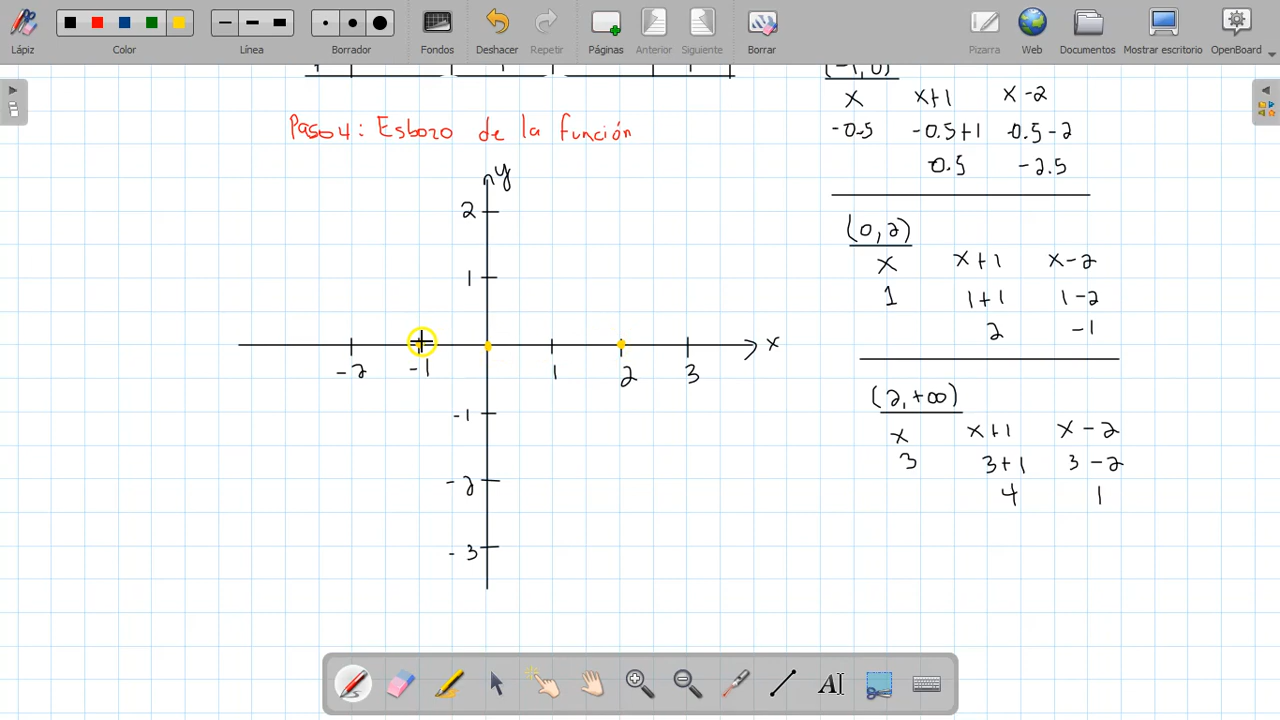 Lápiz Color Línea Borrador Fondos Deshacer Repetir Páginas Anterior Siguiente Borrar Pizarra Web Documentos Mostrar escritorio OpenBoard
Paso 4: Esbozo de la función
y
2
1
-2 -1 1 2 3 x
-1
-2
-3
(-1,0)
x x+1 x-2
-0.5 -0.5+1 -0.5-2
0.5 -2.5
(0,2)
x x+1 x-2
1 1+1 1-2
2 -1
(2,+∞)
x x+1 x-2
3 3+1 3-2
4 1